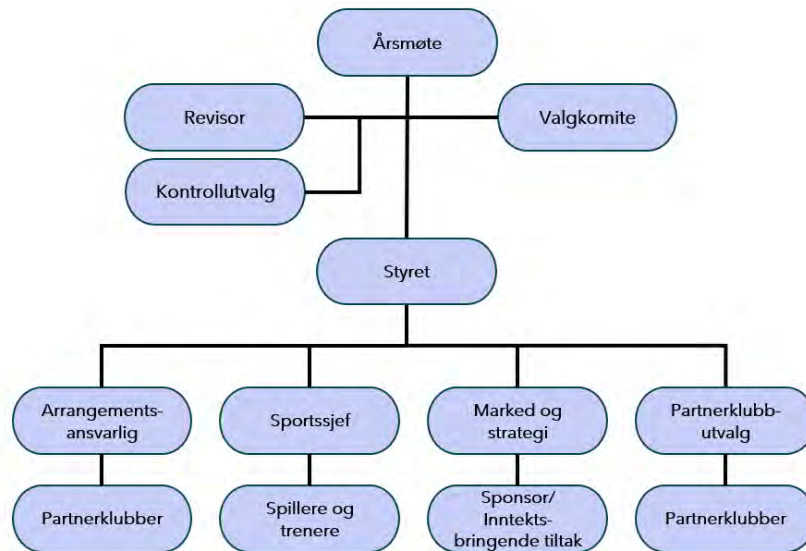 Årsmøte
Revisor
Valgkomite
Kontrollutvalg
Styret
Arrangements-
ansvarlig
Sportssjef
Marked og
strategi
Partnerklubb-
utvalg
Partnerklubber
Spillere og
trenere
Sponsor/
Inntekts-
bringende tiltak
Partnerklubber